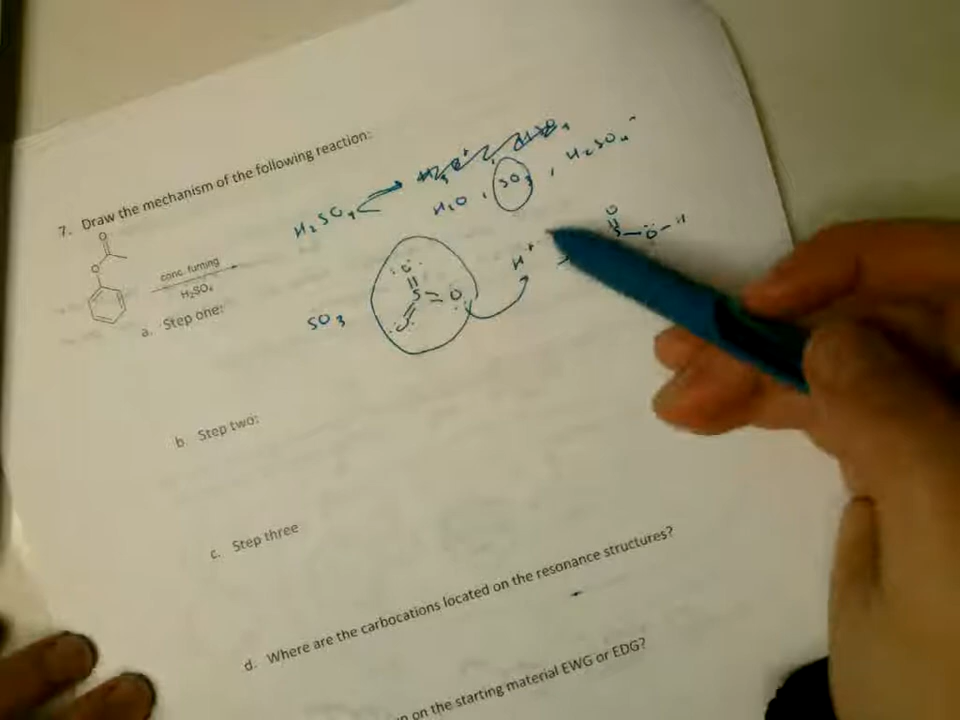 7. Draw the mechanism of the following reaction:
O
O
conc. fuming
H₂SO₄
H₂SO₄
H₂O , SO₃ , H₂SO₄
a. Step one:
SO₃
O
S
O
O
H⁺
O
S
O
H
b. Step two:
c. Step three
d. Where are the carbocations located on the resonance structures?
on the starting material EWG or EDG?